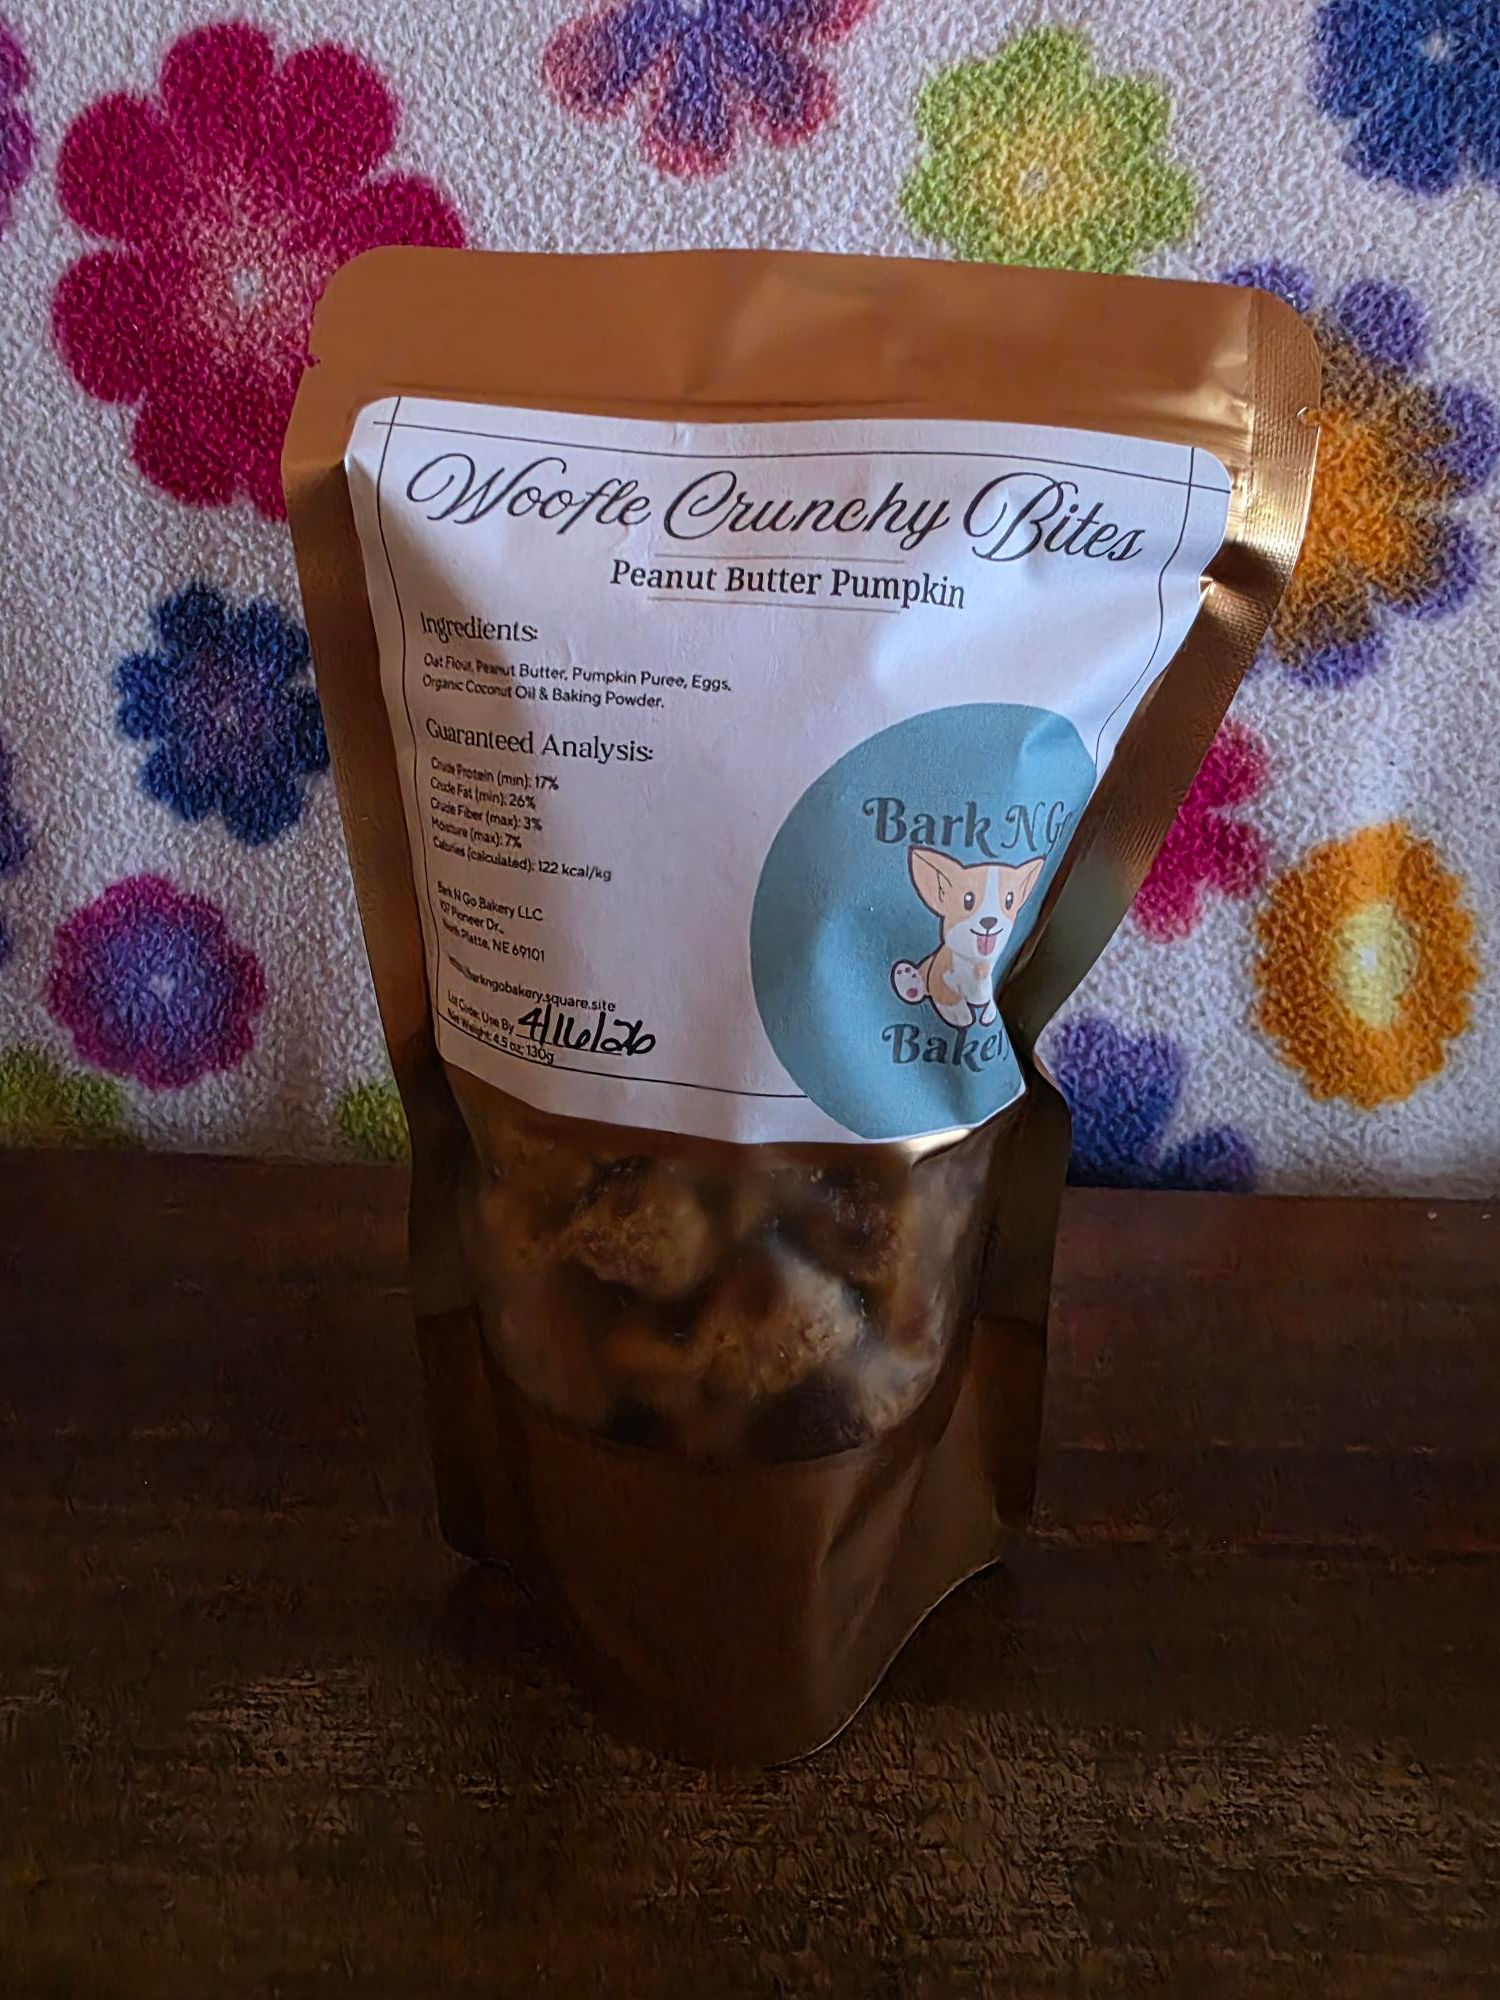 Woofle Crunchy Bites
Peanut Butter Pumpkin
Ingredients:
Oat Flour, Peanut Butter, Pumpkin Puree, Eggs,
Organic Coconut Oil & Baking Powder.
Guaranteed Analysis:
Crude Protein (min): 17%
Crude Fat (min): 26%
Crude Fiber (max): 3%
Moisture (max): 7%
Calories (calculated): 122 kcal/kg
Bark N Go Bakery LLC
107 Pioneer Dr.,
North Platte, NE 69101
barkngobakery.square.site
Lot Code: Use By 4/16/26
Net Weight: 4.5 oz; 130g
Bark N Go
Bakery